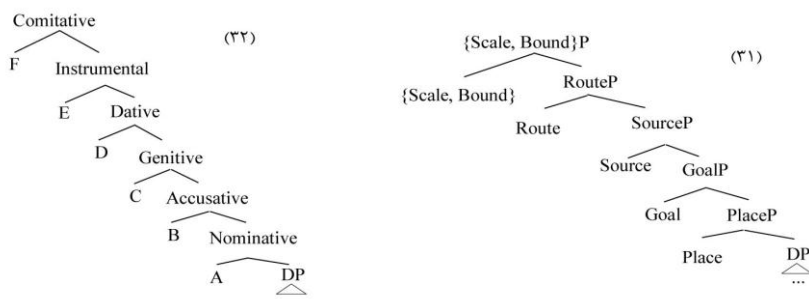 Comitative
(۳۲)
F
Instrumental
E
Dative
D
Genitive
C
Accusative
B
Nominative
A
DP
{Scale, Bound}P
(۳۱)
{Scale, Bound}
RouteP
Route
SourceP
Source
GoalP
Goal
PlaceP
Place
DP
...